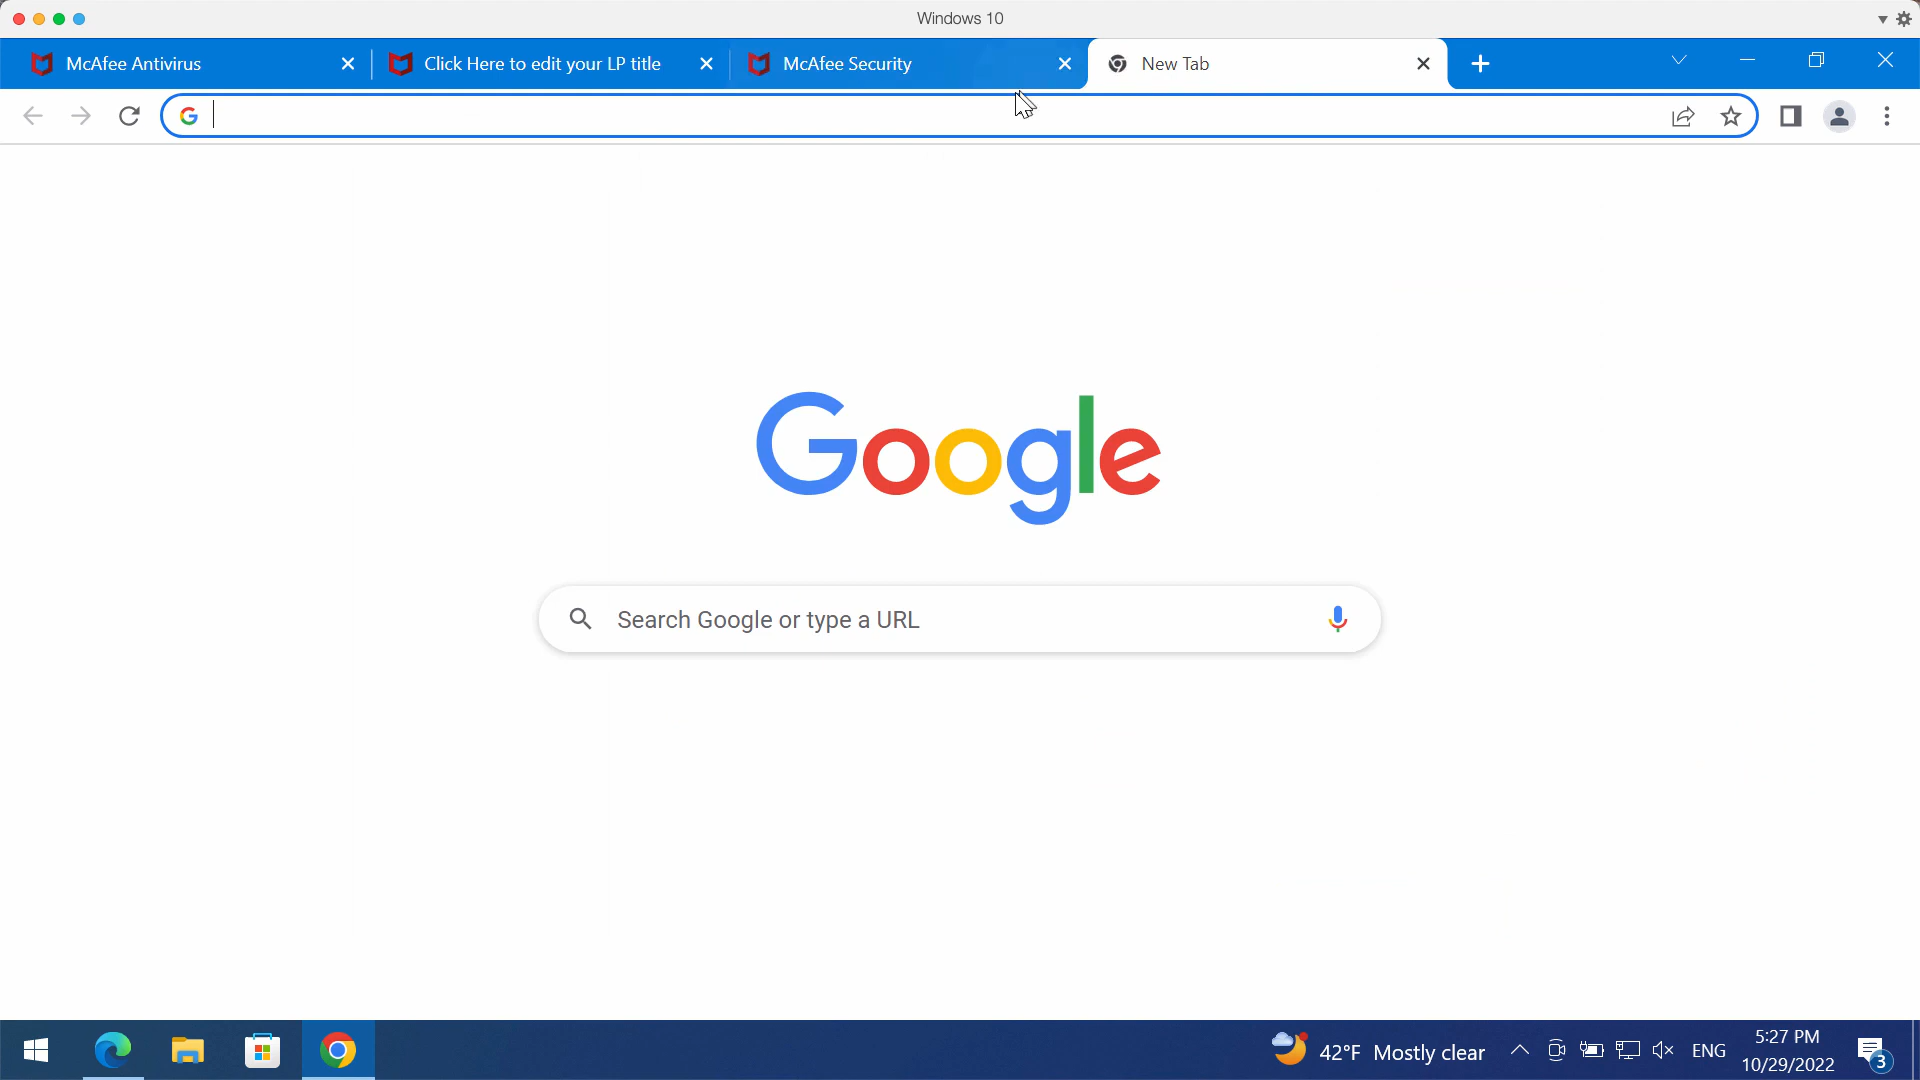 Windows 10
McAfee Antivirus
Click Here to edit your LP title
McAfee Security
New Tab
Google
Search Google or type a URL
42°F Mostly clear
ENG
5:27 PM
10/29/2022
3